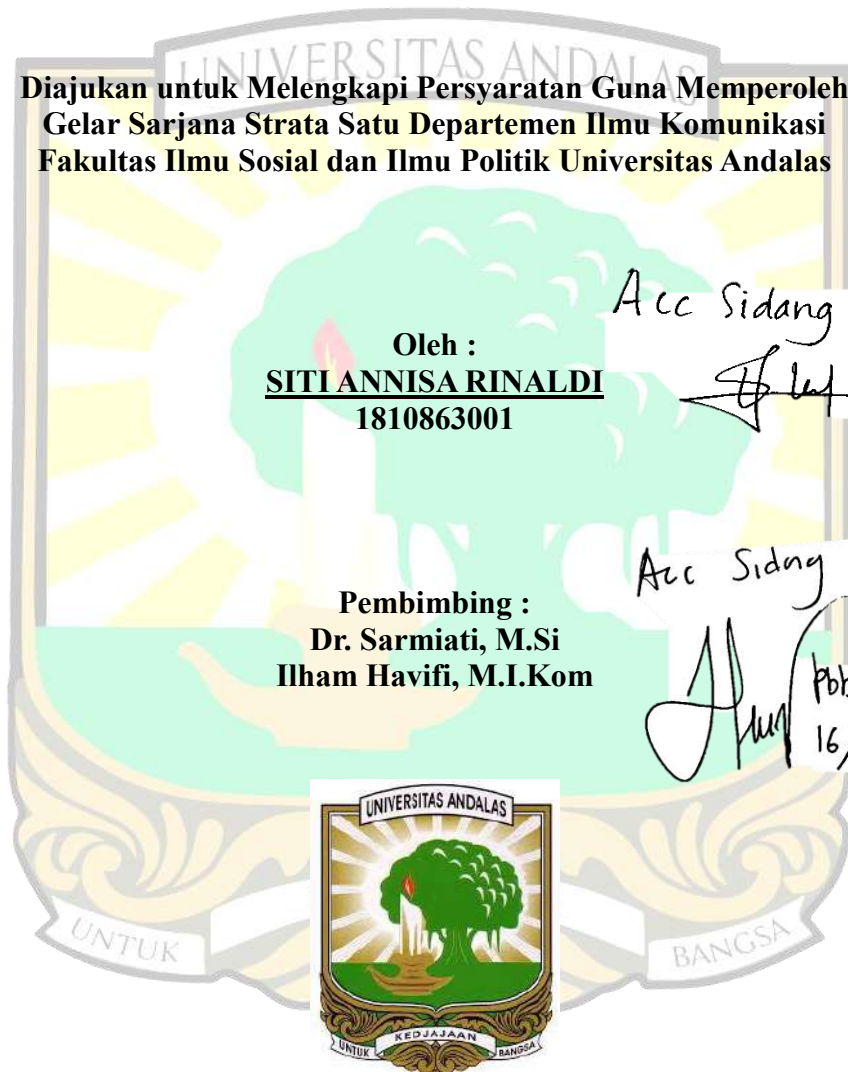 UNIVERSITAS ANDALAS
Diajukan untuk Melengkapi Persyaratan Guna Memperoleh
Gelar Sarjana Strata Satu Departemen Ilmu Komunikasi
Fakultas Ilmu Sosial dan Ilmu Politik Universitas Andalas
Acc Sidang
Oleh :
SITI ANNISA RINALDI
1810863001
Acc Sidang
Pembimbing :
Dr. Sarmiati, M.Si
Ilham Havifi, M.I.Kom
16/
UNIVERSITAS ANDALAS
UNTUK
BANGSA
UNTUK KEDJAJAAN BANGSA